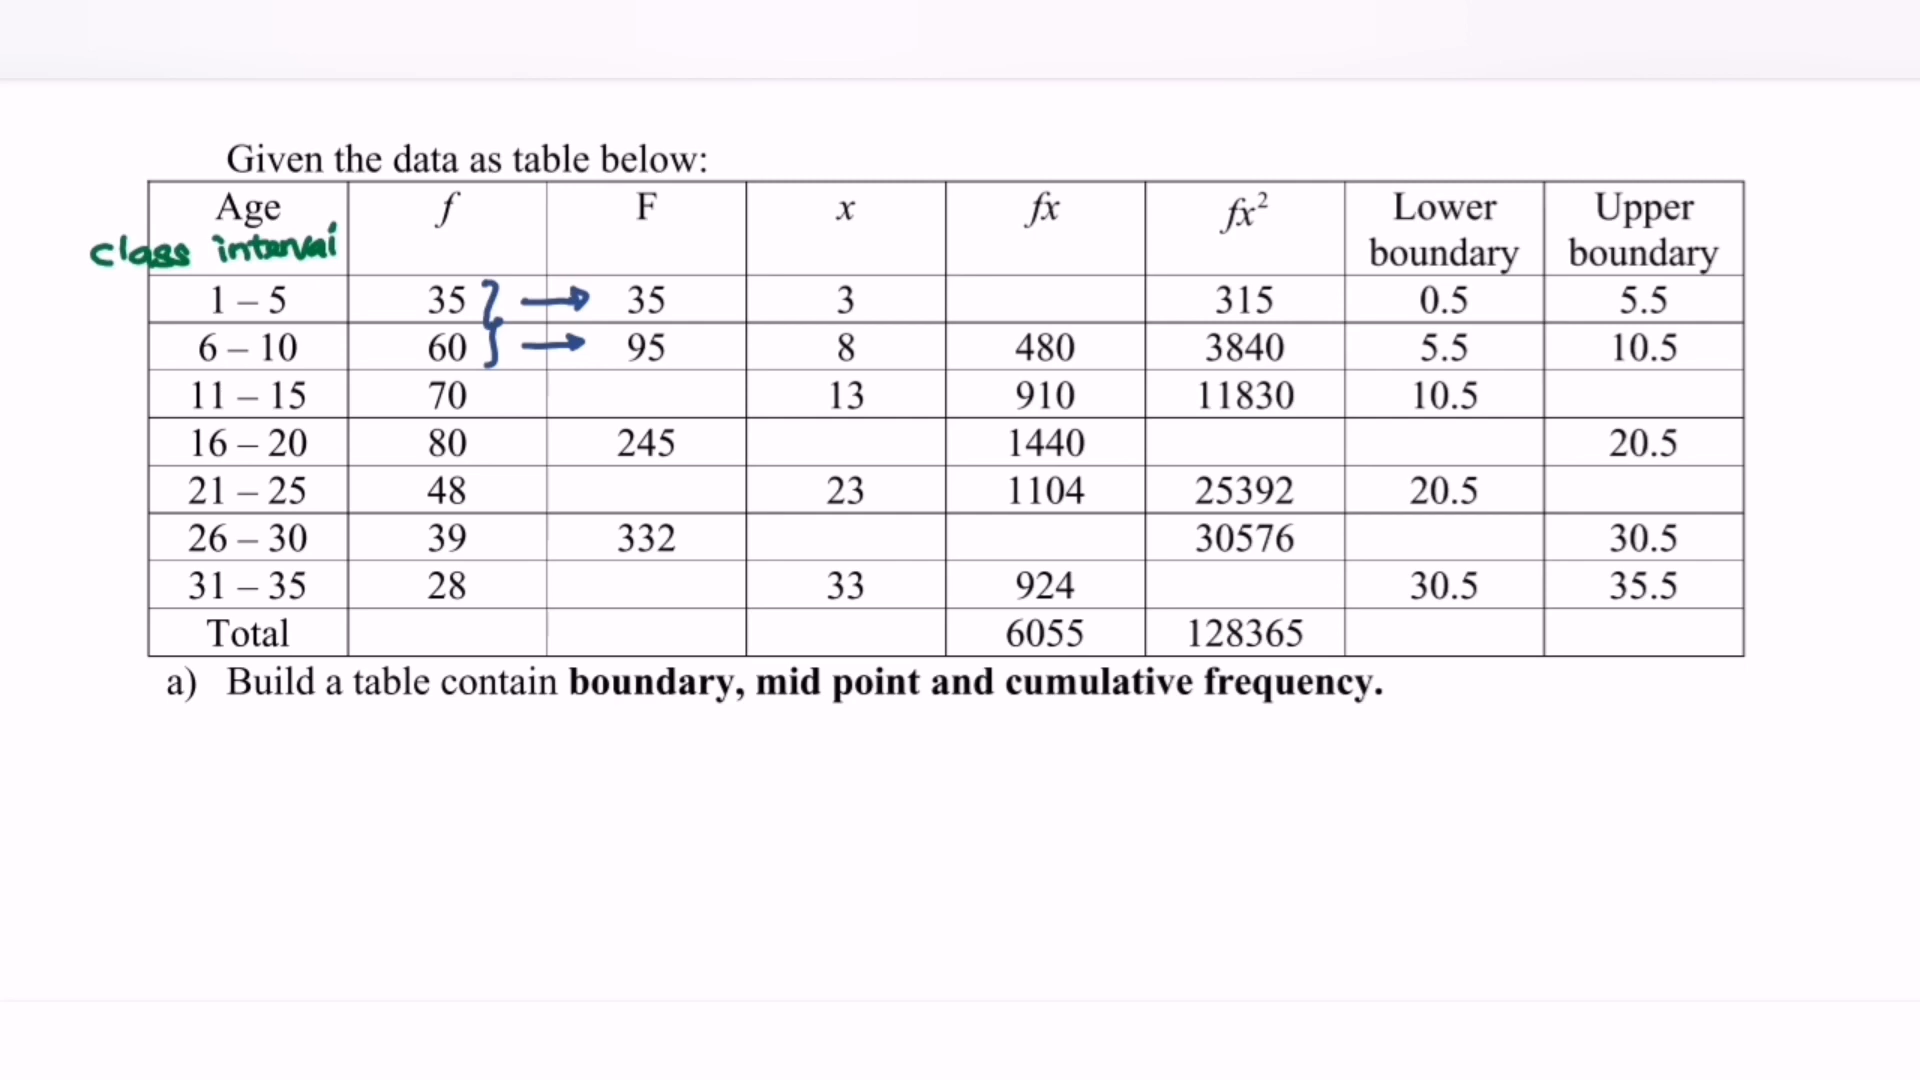 Given the data as table below:
Age f F x fx fx² Lower boundary Upper boundary
class interval
1 – 5 35 35 3 315 0.5 5.5
6 – 10 60 95 8 480 3840 5.5 10.5
11 – 15 70 13 910 11830 10.5
16 – 20 80 245 1440 20.5
21 – 25 48 23 1104 25392 20.5
26 – 30 39 332 30576 30.5
31 – 35 28 33 924 30.5 35.5
Total 6055 128365
a) Build a table contain boundary, mid point and cumulative frequency.